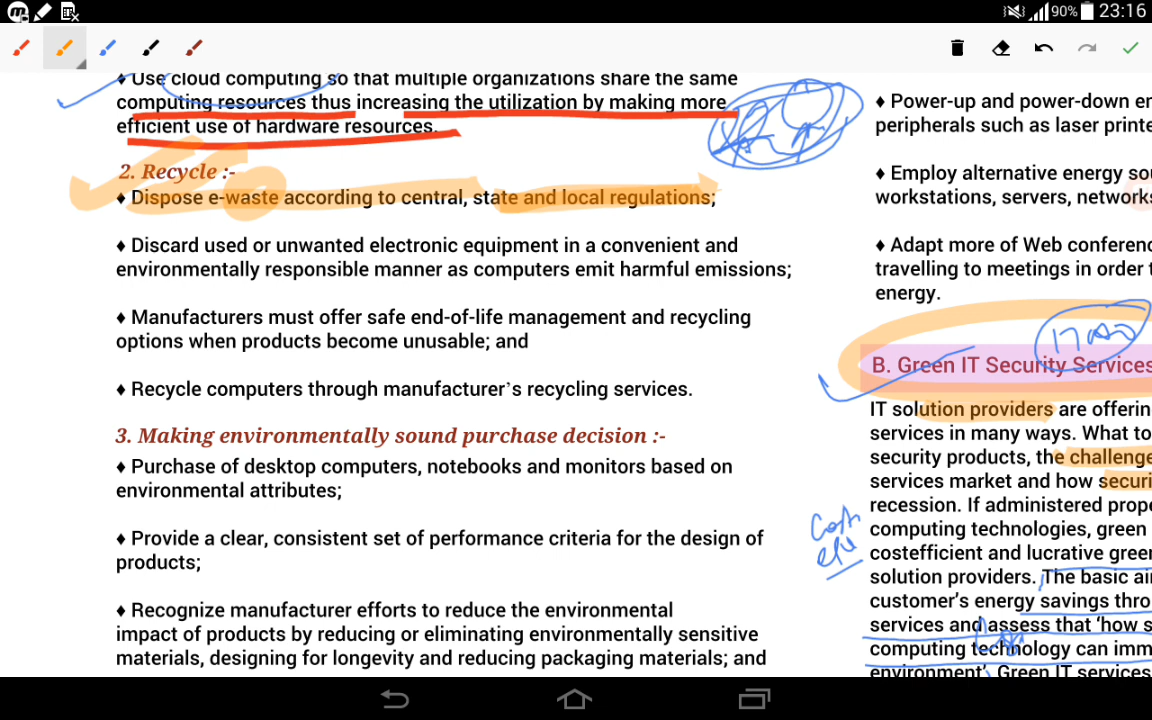 90% 23:16
♦ Use cloud computing so that multiple organizations share the same
computing resources thus increasing the utilization by making more
efficient use of hardware resources.
2. Recycle :-
♦ Dispose e-waste according to central, state and local regulations;
♦ Discard used or unwanted electronic equipment in a convenient and
environmentally responsible manner as computers emit harmful emissions;
♦ Manufacturers must offer safe end-of-life management and recycling
options when products become unusable; and
♦ Recycle computers through manufacturer's recycling services.
3. Making environmentally sound purchase decision :-
♦ Purchase of desktop computers, notebooks and monitors based on
environmental attributes;
♦ Provide a clear, consistent set of performance criteria for the design of
products;
♦ Recognize manufacturer efforts to reduce the environmental
impact of products by reducing or eliminating environmentally sensitive
materials, designing for longevity and reducing packaging materials; and
♦ Power-up and power-down en
peripherals such as laser printe
♦ Employ alternative energy sou
workstations, servers, networks
♦ Adapt more of Web conferenc
travelling to meetings in order t
energy.
B. Green IT Security Services
IT solution providers are offerin
services in many ways. What to
security products, the challenge
services market and how securi
recession. If administered prope
computing technologies, green
costefficient and lucrative green
solution providers. The basic ai
customer's energy savings thro
services and assess that 'how s
computing technology can imm
environment'. Green IT services